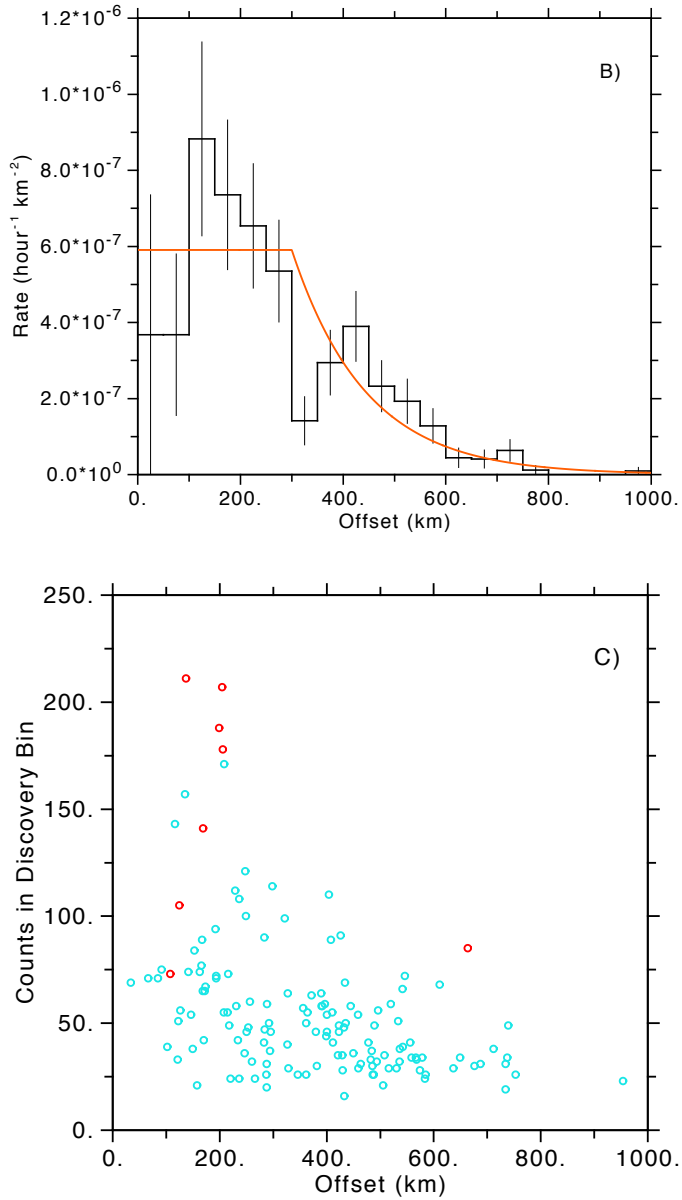 1.2*10-6
B)
1.0*10-6
8.0*10-7
6.0*10-7
4.0*10-7
2.0*10-7
0.0*100
Rate (hour-1 km-2)
0. 200. 400. 600. 800. 1000.
Offset (km)
250.
C)
200.
150.
100.
50.
0.
Counts in Discovery Bin
0. 200. 400. 600. 800. 1000.
Offset (km)